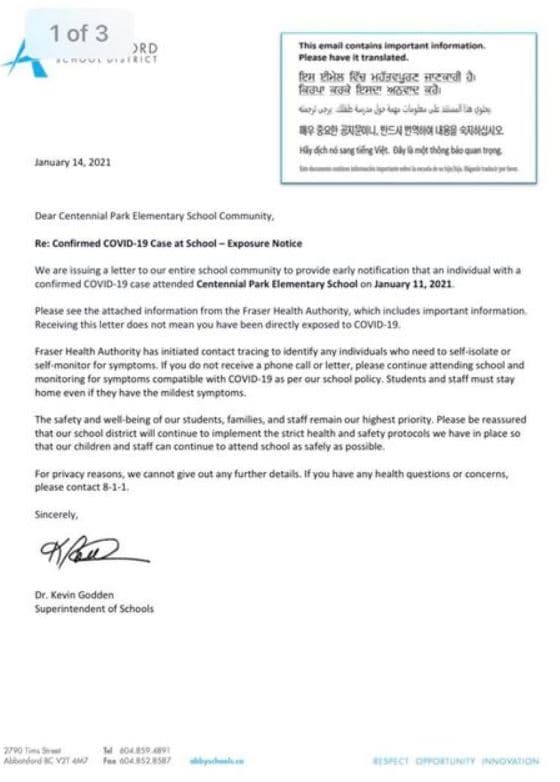 1 of 3
ORD
SCHOOL DISTRICT
This email contains important information.
Please have it translated.
ਇਸ ਈਮੇਲ ਵਿੱਚ ਮਹੱਤਵਪੂਰਣ ਜਾਣਕਾਰੀ ਹੈ।
ਕਿਰਪਾ ਕਰਕੇ ਇਸਦਾ ਅਨੁਵਾਦ ਕਰੋ।
يحتوي هذا المستند على معلومات مهمة حول مدرسة طفلك. يرجى ترجمته
매우 중요한 공지문이니, 반드시 번역하여 내용을 숙지하십시오.
Hãy dịch nó sang tiếng Việt. Đây là một thông báo quan trọng.
Este documento contiene información importante sobre la escuela de su hijo/hija. Hágaselo traducir por favor.
January 14, 2021
Dear Centennial Park Elementary School Community,
Re: Confirmed COVID-19 Case at School – Exposure Notice
We are issuing a letter to our entire school community to provide early notification that an individual with a
confirmed COVID-19 case attended Centennial Park Elementary School on January 11, 2021.
Please see the attached information from the Fraser Health Authority, which includes important information.
Receiving this letter does not mean you have been directly exposed to COVID-19.
Fraser Health Authority has initiated contact tracing to identify any individuals who need to self-isolate or
self-monitor for symptoms. If you do not receive a phone call or letter, please continue attending school and
monitoring for symptoms compatible with COVID-19 as per our school policy. Students and staff must stay
home even if they have the mildest symptoms.
The safety and well-being of our students, families, and staff remain our highest priority. Please be reassured
that our school district will continue to implement the strict health and safety protocols we have in place so
that our children and staff can continue to attend school as safely as possible.
For privacy reasons, we cannot give out any further details. If you have any health questions or concerns,
please contact 8-1-1.
Sincerely,
Dr. Kevin Godden
Superintendent of Schools
2790 Tims Street Tel 604.859.4891
Abbotsford BC V2T 4M7 Fax 604.852.8587 abbyschools.ca RESPECT OPPORTUNITY INNOVATION